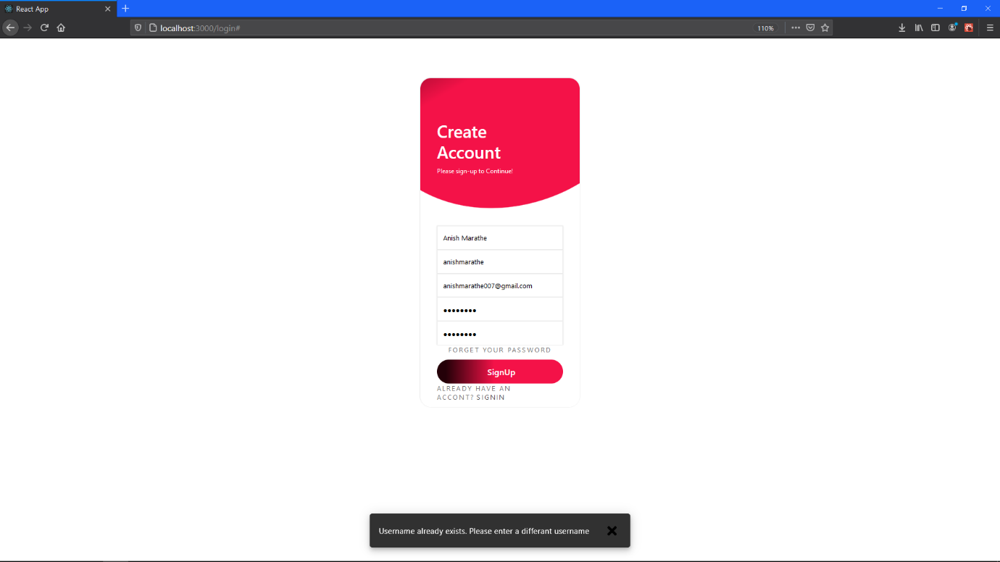 React App
localhost:3000/login#
110%
Create
Account
Please sign-up to Continue!
Anish Marathe
anishmarathe
anishmarathe007@gmail.com
••••••••
••••••••
FORGET YOUR PASSWORD
SignUp
ALREADY HAVE AN
ACCONT? SIGNIN
Username already exists. Please enter a differant username